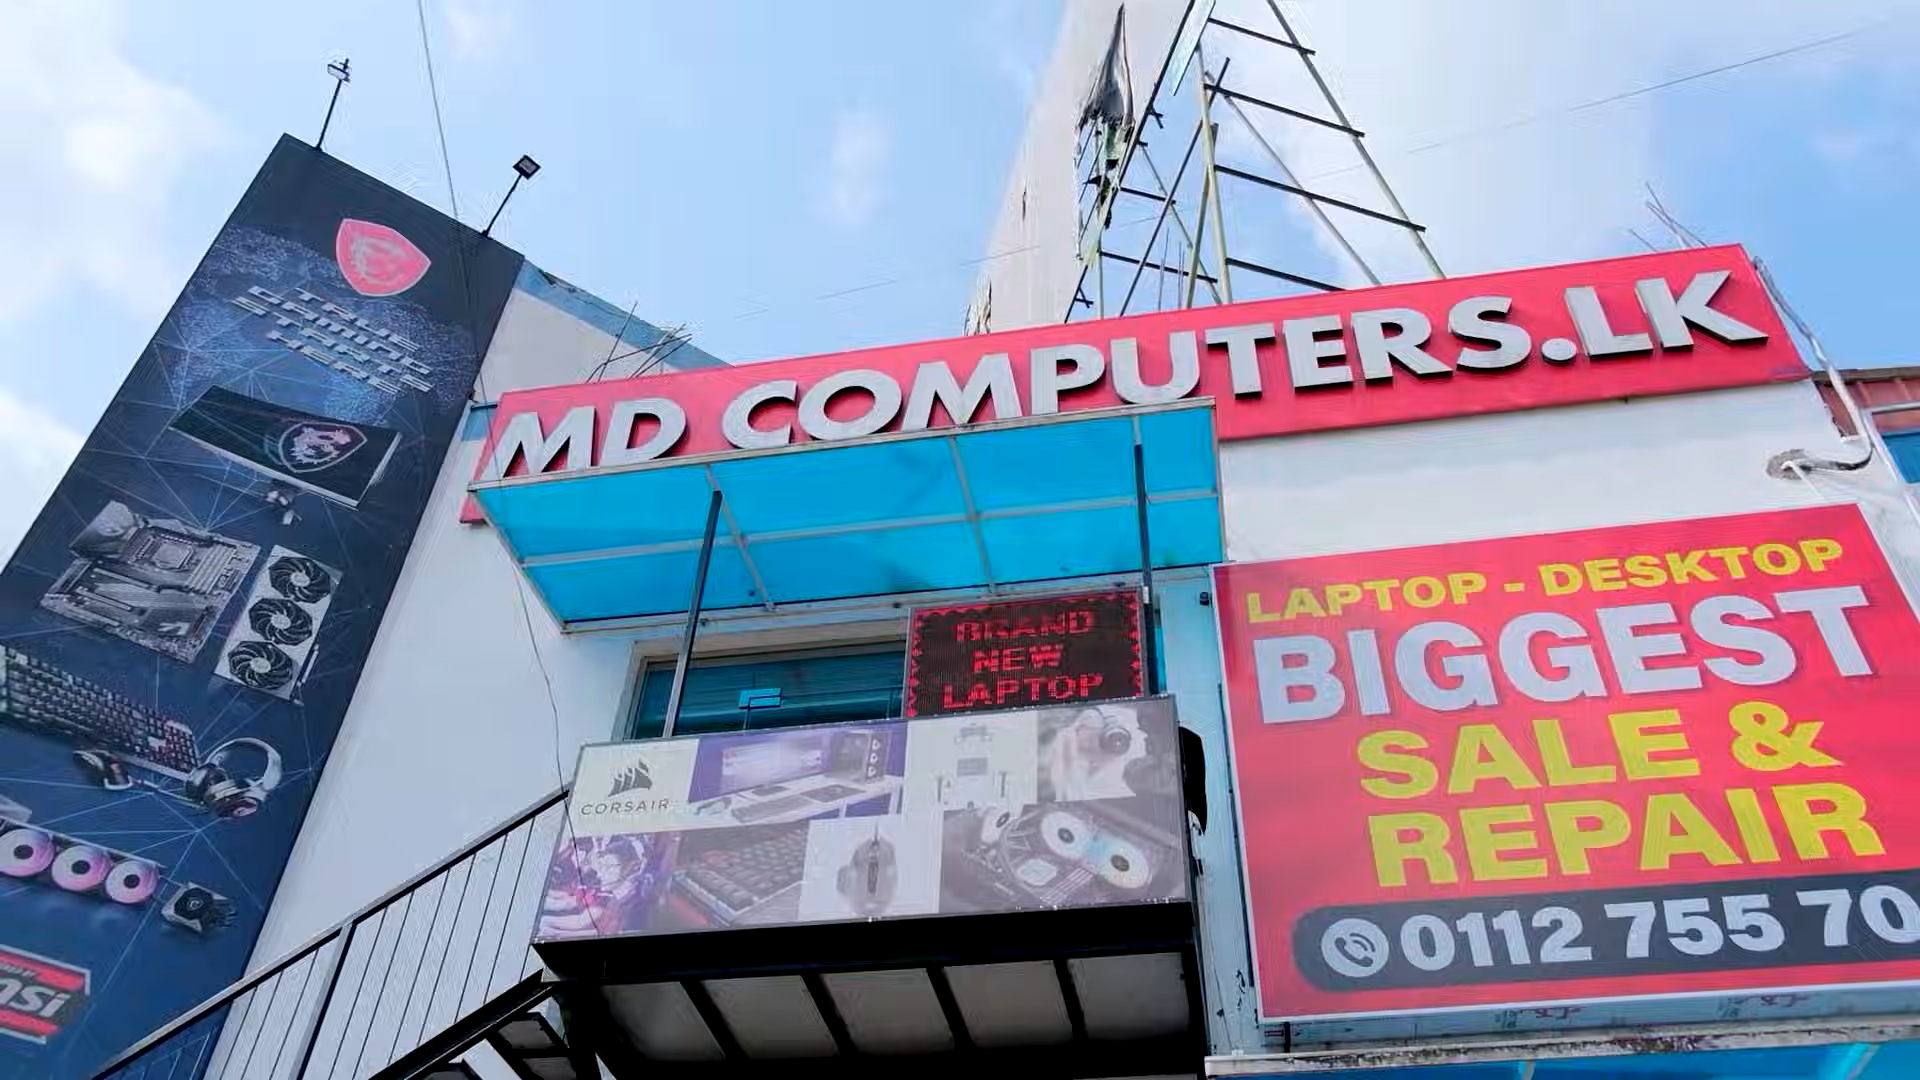 TRUE
GAMING
STARTS
HERE
MD COMPUTERS.LK
BRAND
NEW
LAPTOP
CORSAIR
LAPTOP - DESKTOP
BIGGEST
SALE &
REPAIR
0112 755 70
msi